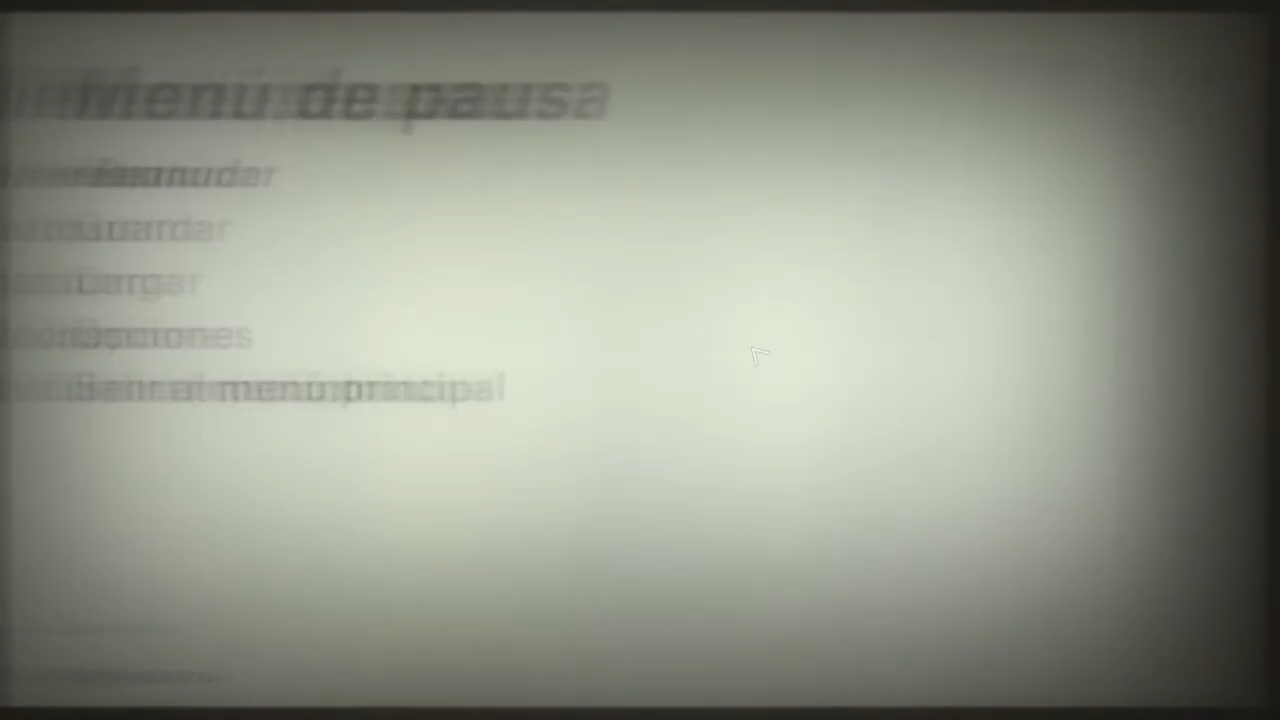 Menú de pausa
Reanudar
Guardar
Cargar
Opciones
Salir al menú principal